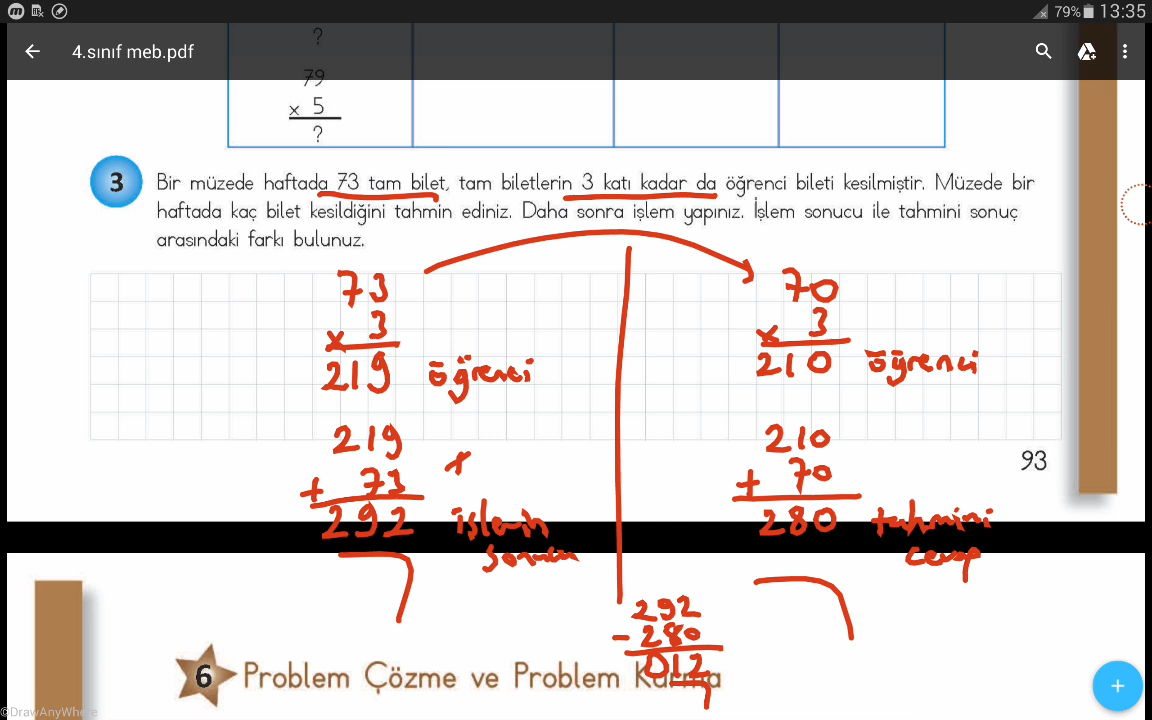 79% 13:35
4.sınıf meb.pdf
?
79
x 5
?
3 Bir müzede haftada 73 tam bilet, tam biletlerin 3 katı kadar da öğrenci bileti kesilmiştir. Müzede bir
haftada kaç bilet kesildiğini tahmin ediniz. Daha sonra işlem yapınız. İşlem sonucu ile tahmini sonuç
arasındaki farkı bulunuz.
73
x 3
219 öğrenci
219
+ 73
292 işlemin
sonucu
70
x 3
210 öğrenci
210
+ 70
280 tahmini
cevap
93
292
- 280
012
6 Problem Çözme ve Problem Kurma
©DrawAnyWhere